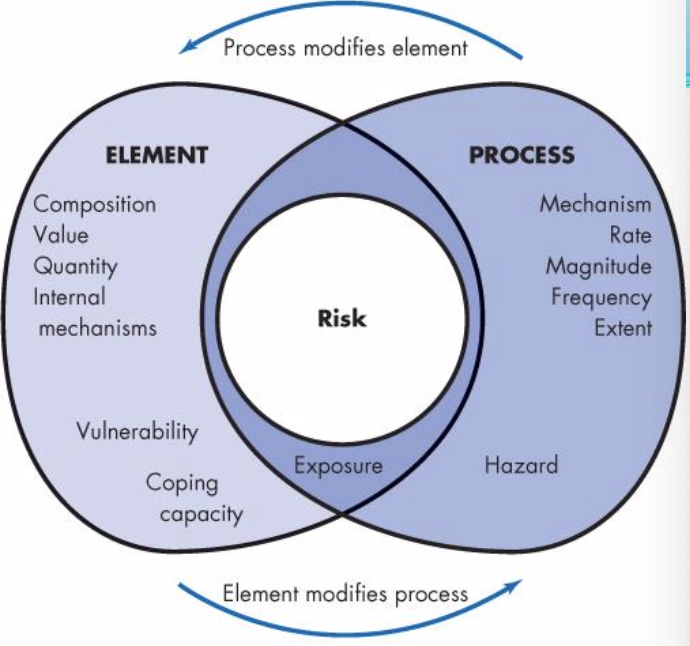 Process modifies element
ELEMENT
Composition
Value
Quantity
Internal
mechanisms
Vulnerability
Coping
capacity
Risk
Exposure
PROCESS
Mechanism
Rate
Magnitude
Frequency
Extent
Hazard
Element modifies process